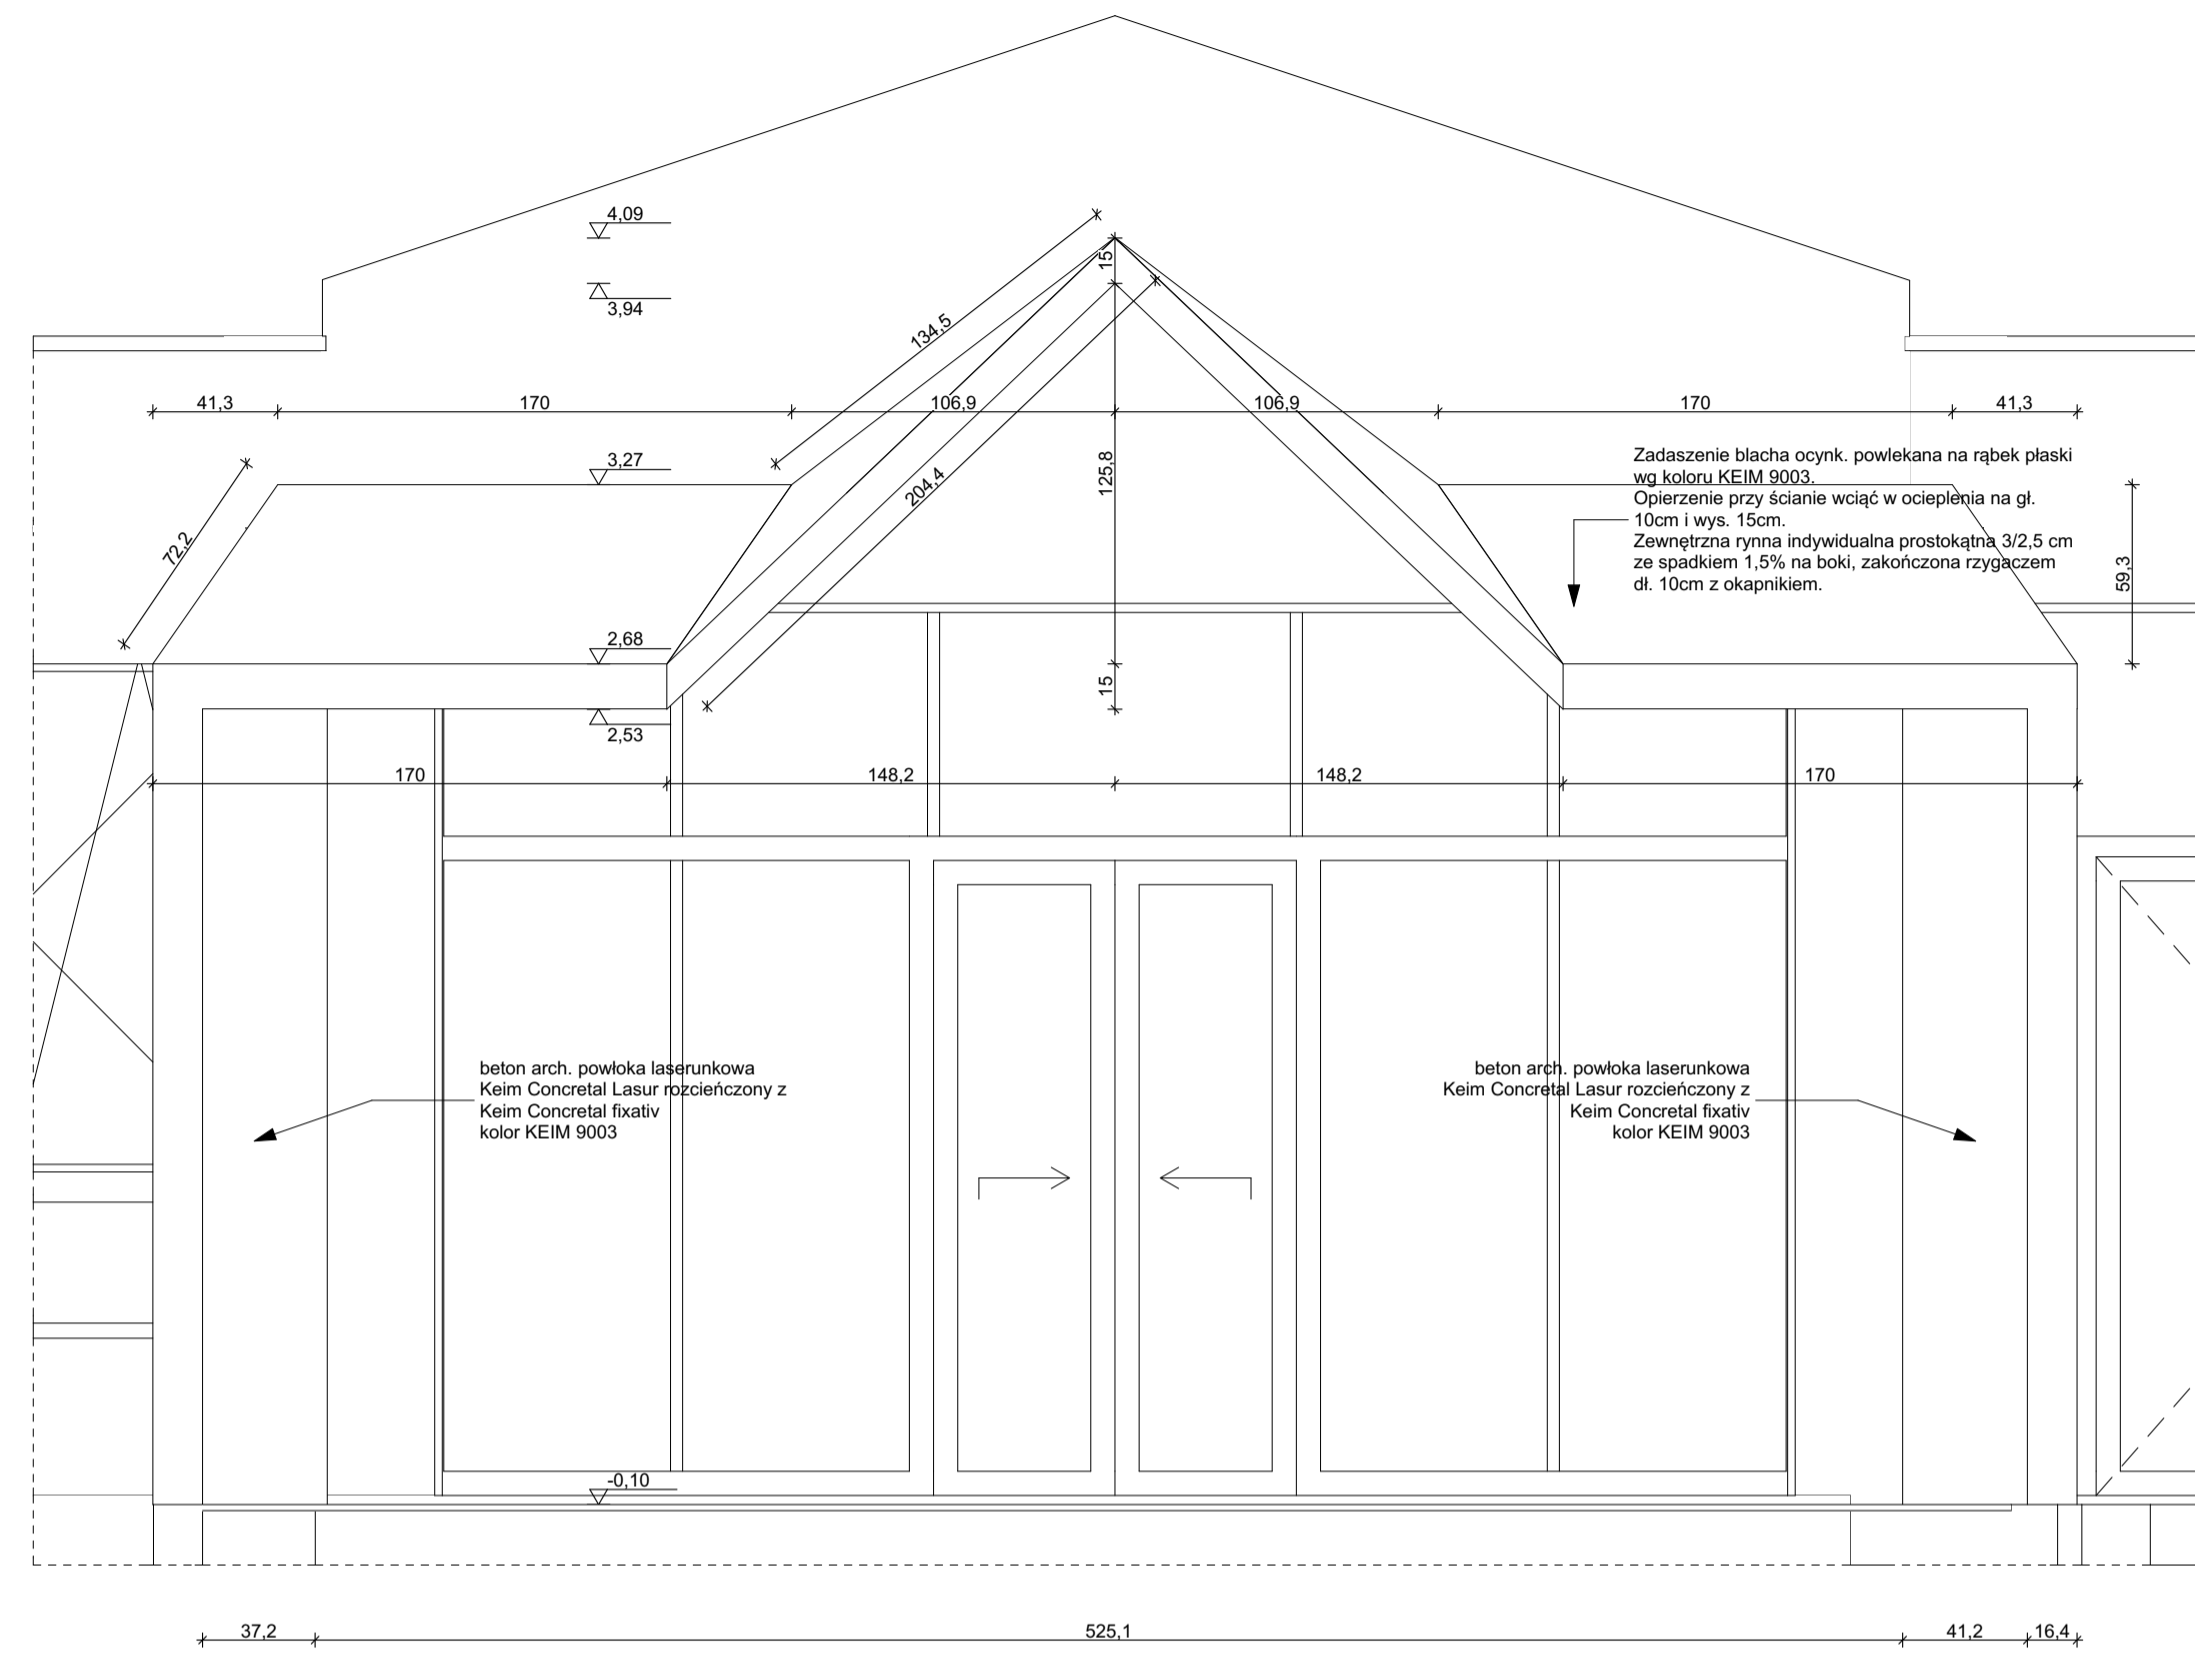 4,09
15
3,94
134,5
41,3
170
106,9
106,9
170
41,3
3,27
204,4
125,8
72,2
Zadaszenie blacha ocynk. powlekana na rąbek płaski
wg koloru KEIM 9003.
Opierzenie przy ścianie wciąć w ocieplenia na gł.
10cm i wys. 15cm.
Zewnętrzna rynna indywidualna prostokątna 3/2,5 cm
ze spadkiem 1,5% na boki, zakończona rzygaczem
dł. 10cm z okapnikiem.
59,3
2,68
15
2,53
170
148,2
148,2
170
beton arch. powłoka laserunkowa
Keim Concretal Lasur rozcieńczony z
Keim Concretal fixativ
kolor KEIM 9003
beton arch. powłoka laserunkowa
Keim Concretal Lasur rozcieńczony z
Keim Concretal fixativ
kolor KEIM 9003
-0,10
37,2
525,1
41,2
16,4